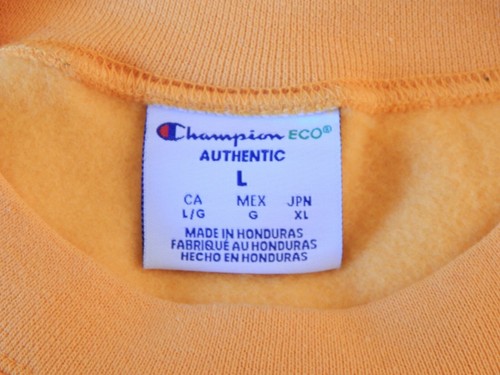 Champion ECO®
AUTHENTIC
L
CA MEX JPN
L/G G XL
MADE IN HONDURAS
FABRIQUÉ AU HONDURAS
HECHO EN HONDURAS